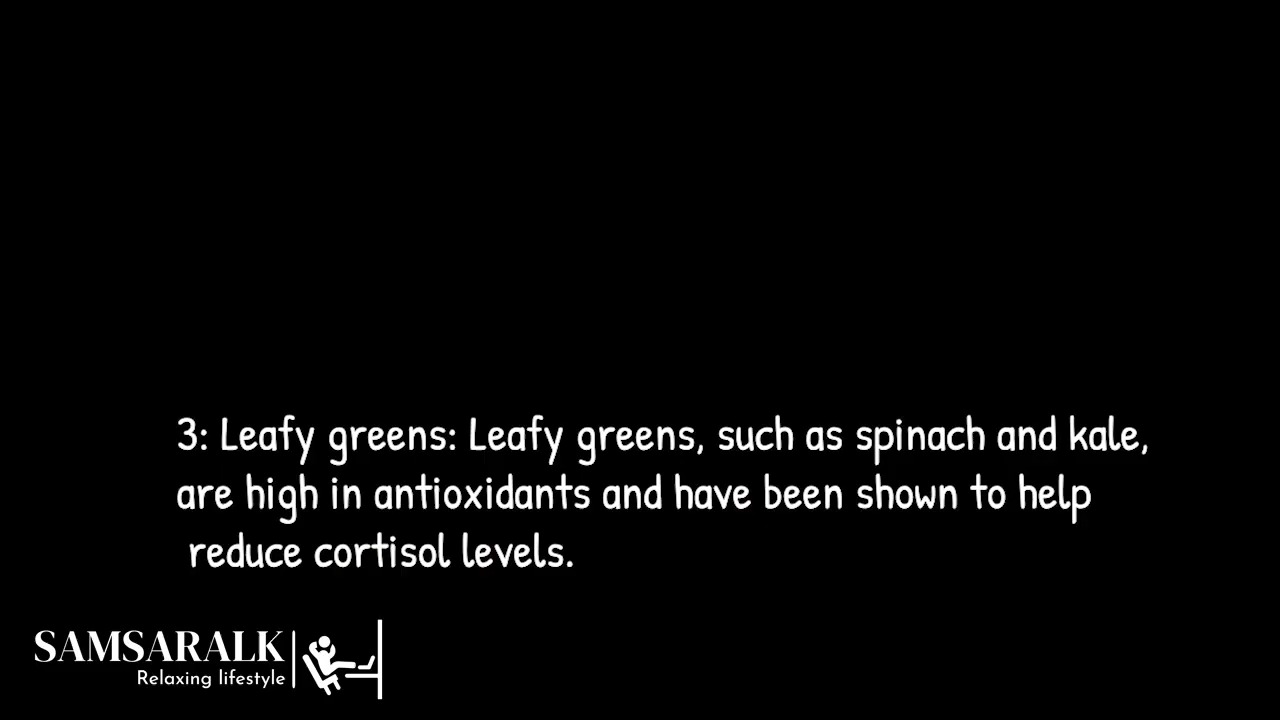 3: Leafy greens: Leafy greens, such as spinach and kale,
are high in antioxidants and have been shown to help
reduce cortisol levels.
SAMSARALK
Relaxing lifestyle